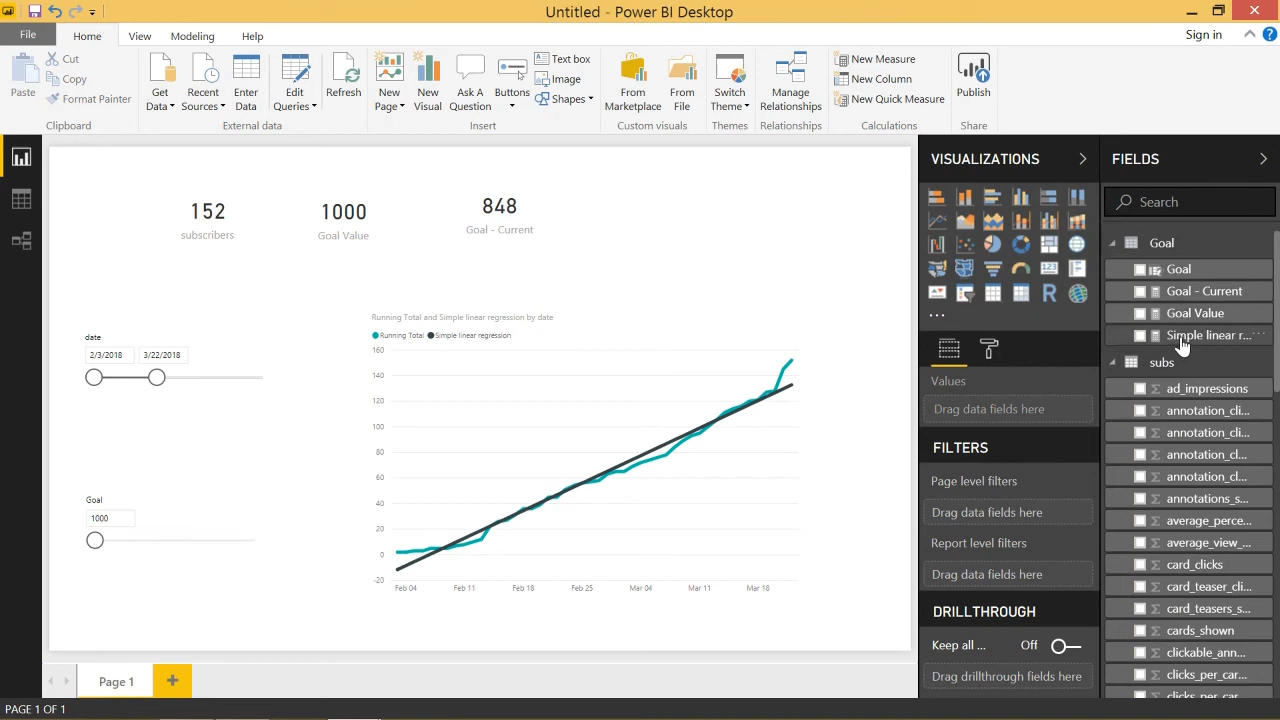 Untitled - Power BI Desktop
File
Home
View
Modeling
Help
Sign in
Paste
Cut
Copy
Format Painter
Clipboard
Get Data
Recent Sources
Enter Data
Edit Queries
Refresh
External data
New Page
New Visual
Ask A Question
Buttons
Text box
Image
Shapes
Insert
From Marketplace
From File
Custom visuals
Switch Theme
Themes
Manage Relationships
Relationships
New Measure
New Column
New Quick Measure
Calculations
Publish
Share
152
subscribers
1000
Goal Value
848
Goal - Current
date
2/3/2018
3/22/2018
Goal
1000
Running Total and Simple linear regression by date
Running Total
Simple linear regression
160
140
120
100
80
60
40
20
0
-20
Feb 04
Feb 11
Feb 18
Feb 25
Mar 04
Mar 11
Mar 18
VISUALIZATIONS
123
R
Values
Drag data fields here
FILTERS
Page level filters
Drag data fields here
Report level filters
Drag data fields here
DRILLTHROUGH
Keep all ...
Off
Drag drillthrough fields here
FIELDS
Search
Goal
Goal
Goal - Current
Goal Value
Simple linear r...
subs
ad_impressions
annotation_cli...
annotation_cli...
annotation_cl...
annotation_cl...
annotations_s...
average_perce...
average_view_...
card_clicks
card_teaser_cli...
card_teasers_s...
cards_shown
clickable_ann...
clicks_per_car...
clicks_per_car...
Page 1
PAGE 1 OF 1